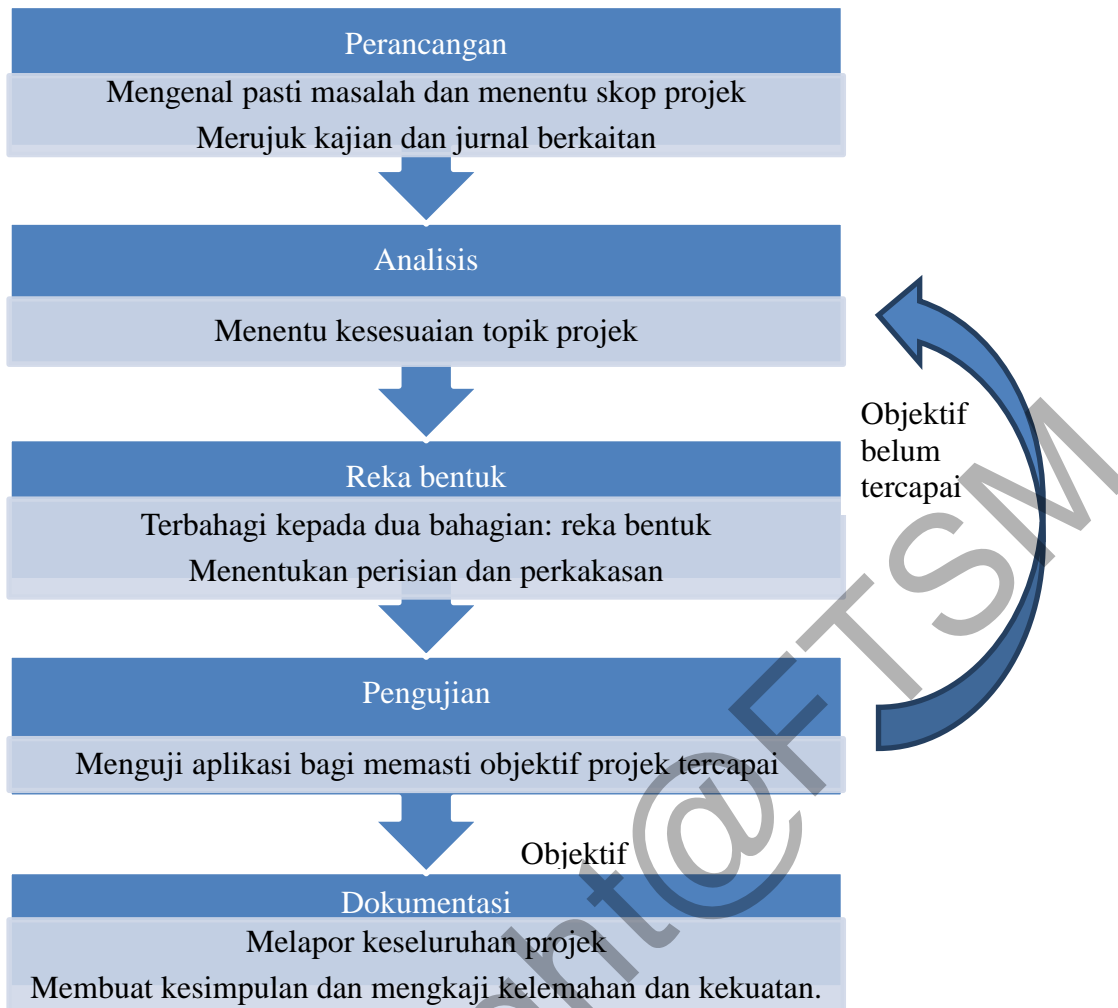 Perancangan
Mengenal pasti masalah dan menentu skop projek
Merujuk kajian dan jurnal berkaitan
Analisis
Menentu kesesuaian topik projek
Objektif
belum
tercapai
Reka bentuk
Terbahagi kepada dua bahagian: reka bentuk
Menentukan perisian dan perkakasan
Pengujian
Menguji aplikasi bagi memasti objektif projek tercapai
Objektif
Dokumentasi
Melapor keseluruhan projek
Membuat kesimpulan dan mengkaji kelemahan dan kekuatan.
ght@FTSM